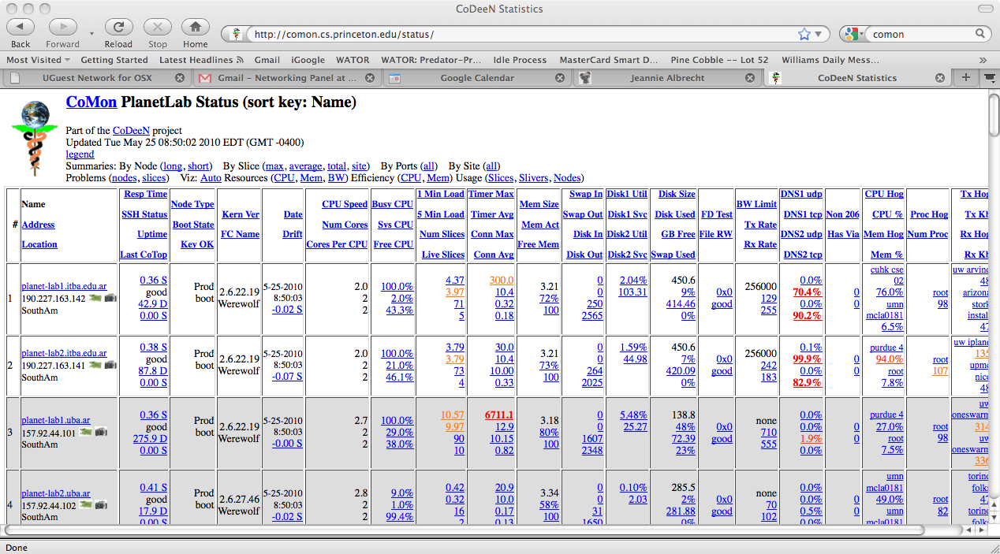 CoDeeN Statistics
Back Forward Reload Stop Home
http://comon.cs.princeton.edu/status/
comon
Most Visited Getting Started Latest Headlines Gmail iGoogle WATOR WATOR: Predator-Pr... Idle Process MasterCard Smart D... Pine Cobble -- Lot 52 Williams Daily Mess... »
UGuest Network for OSX Gmail - Networking Panel at ... Google Calendar Jeannie Albrecht CoDeeN Statistics
CoMon PlanetLab Status (sort key: Name)
Part of the CoDeeN project
Updated Tue May 25 08:50:02 2010 EDT (GMT -0400)
legend
Summaries: By Node (long, short) By Slice (max, average, total, site) By Ports (all) By Site (all)
Problems (nodes, slices) Viz: Auto Resources (CPU, Mem, BW) Efficiency (CPU, Mem) Usage (Slices, Slivers, Nodes)
#
Name
Address
Location
Resp Time
SSH Status
Uptime
Last CoTop
Node Type
Boot State
Key OK
Kern Ver
FC Name
Date
Drift
CPU Speed
Num Cores
Cores Per CPU
Busy CPU
Sys CPU
Free CPU
1 Min Load
5 Min Load
Num Slices
Live Slices
Timer Max
Timer Avg
Conn Max
Conn Avg
Mem Size
Mem Act
Free Mem
Swap In
Swap Out
Disk In
Disk Out
Disk1 Util
Disk1 Svc
Disk2 Util
Disk2 Svc
Disk Size
Disk Used
GB Free
Swap Used
FD Test
File RW
BW Limit
Tx Rate
Rx Rate
DNS1 udp
DNS1 tcp
DNS2 udp
DNS2 tcp
Non 206
Has Via
CPU Hog
CPU %
Mem Hog
Mem %
Proc Hog
Num Proc
Tx Hog
Tx Kb
Rx Hog
Rx Kb
1
planet-lab1.itba.edu.ar
190.227.163.142
SouthAm
0.36 S
good
42.9 D
0.00 S
Prod
boot
2.6.22.19
Werewolf
5-25-2010
8:50:03
-0.02 S
2.0
2
2
100.0%
2.0%
43.3%
4.37
3.97
71
5
300.0
10.4
0.32
0.18
3.21
72%
100
0
0
250
2565
2.04%
103.31
450.6
9%
414.46
0%
0x0
good
256000
129
255
0.0%
70.4%
0.0%
90.2%
0
0
cuhk cse
02
76.0%
umn
mcla0181
6.5%
root
98
uw arvind
48
arizona
stork
instal
47
2
planet-lab2.itba.edu.ar
190.227.163.141
SouthAm
0.38 S
good
87.8 D
0.00 S
Prod
boot
2.6.22.19
Werewolf
5-25-2010
8:50:03
-0.07 S
2.0
2
2
100.0%
21.0%
46.1%
3.79
3.79
73
4
30.0
10.4
10.00
0.33
3.21
73%
100
0
0
264
2025
1.59%
44.98
450.6
7%
420.09
0%
0x0
good
256000
242
183
0.1%
99.9%
0.0%
82.9%
0
0
purdue 4
94.0%
root
7.8%
root
107
uw iplane
135
upmc
nice
48
3
planet-lab1.uba.ar
157.92.44.101
SouthAm
0.36 S
good
275.9 D
0.00 S
Prod
boot
2.6.22.19
Werewolf
5-25-2010
8:50:03
-0.00 S
2.7
2
2
100.0%
29.0%
38.0%
10.57
9.97
90
10
6711.1
12.9
10.15
0.82
3.18
80%
100
0
0
1607
2348
5.48%
25.27
138.8
48%
72.39
23%
0x0
good
none
710
555
0.0%
0.0%
1.9%
0.0%
0
0
purdue 4
27.0%
root
7.5%
root
98
uw
oneswarm
314
uw
oneswarm
336
4
planet-lab2.uba.ar
157.92.44.102
SouthAm
0.41 S
good
17.9 D
0.00 S
Prod
boot
2.6.27.46
Werewolf
5-25-2010
8:50:03
-0.02 S
2.8
2
2
9.0%
1.0%
99.4%
0.42
0.32
16
2
20.9
10.0
0.17
0.13
3.34
58%
100
0
0
31
1650
0.10%
2.03
285.5
2%
281.88
0%
0x0
good
none
70
102
0.0%
0.0%
0.5%
0.0%
0
0
umn
mcla0181
49.0%
umn
mcla0181
root
82
torino
folks
47
torino
folks
Done